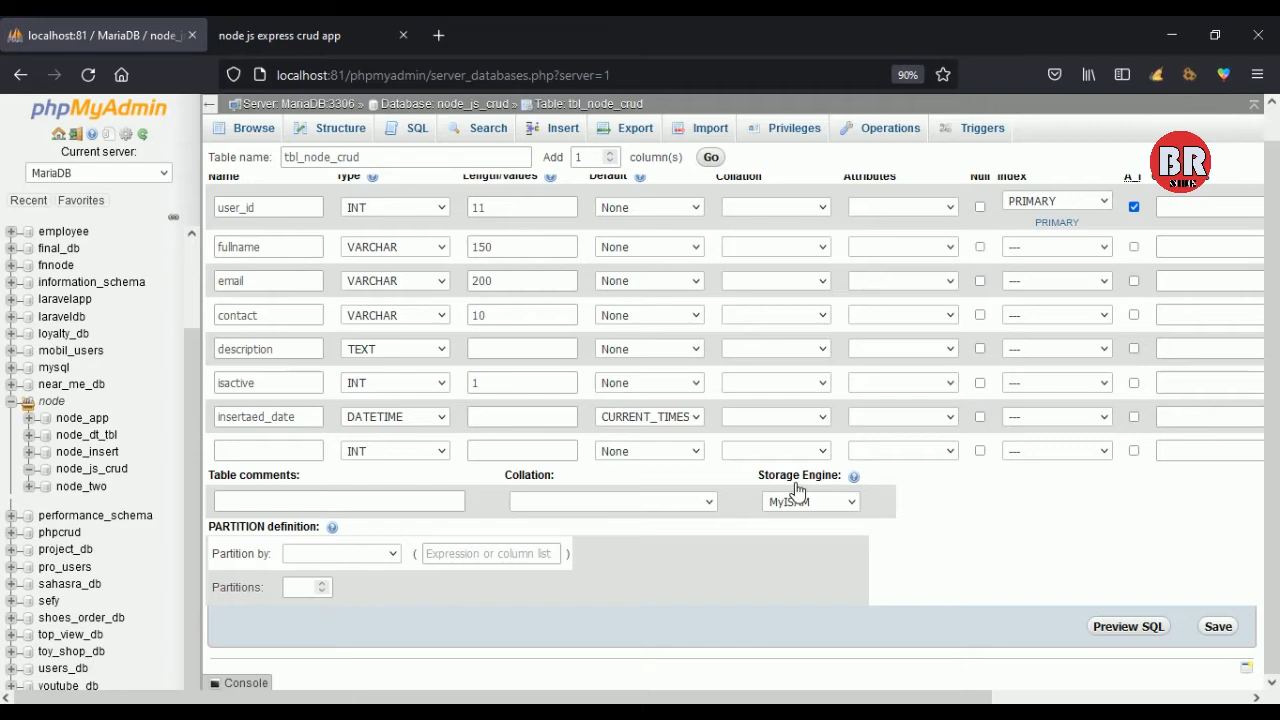 localhost:81 / MariaDB / node_js
node js express crud app
localhost:81/phpmyadmin/server_databases.php?server=1
90%
phpMyAdmin
Current server:
MariaDB
Recent Favorites
employee
final_db
fnnode
information_schema
laravelapp
laraveldb
loyalty_db
mobil_users
mysql
near_me_db
node
node_app
node_dt_tbl
node_insert
node_js_crud
node_two
performance_schema
phpcrud
project_db
pro_users
sahasra_db
sefy
shoes_order_db
top_view_db
toy_shop_db
users_db
youtube_db
Server: MariaDB:3306 » Database: node_js_crud » Table: tbl_node_crud
Browse Structure SQL Search Insert Export Import Privileges Operations Triggers
Table name: tbl_node_crud Add 1 column(s) Go
BR
Name Type Length/Values Default Collation Attributes Null Index A_I
user_id INT 11 None PRIMARY
PRIMARY
fullname VARCHAR 150 None ---
email VARCHAR 200 None ---
contact VARCHAR 10 None ---
description TEXT None ---
isactive INT 1 None ---
insertaed_date DATETIME CURRENT_TIMES ---
INT None ---
Table comments: Collation: Storage Engine:
MyISAM
PARTITION definition:
Partition by: ( Expression or column list )
Partitions:
Preview SQL Save
Console